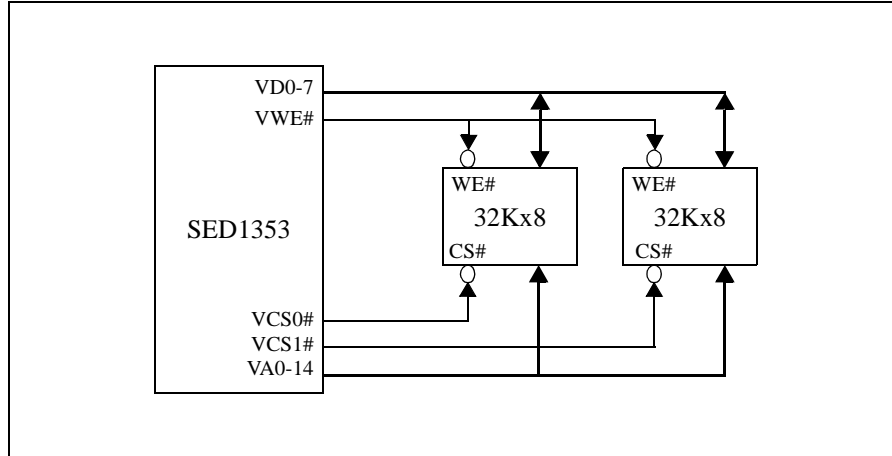 VD0-7
VWE#
WE#
WE#
32Kx8
32Kx8
SED1353
CS#
CS#
VCS0#
VCS1#
VA0-14